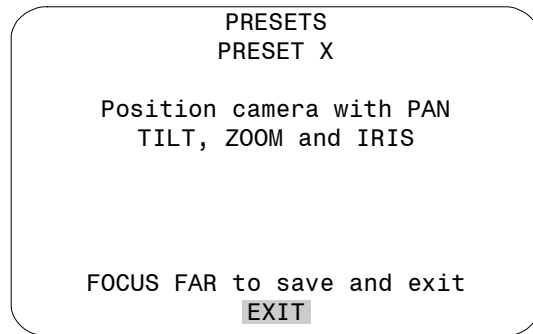 PRESETS
PRESET X
Position camera with PAN
TILT, ZOOM and IRIS
FOCUS FAR to save and exit
EXIT